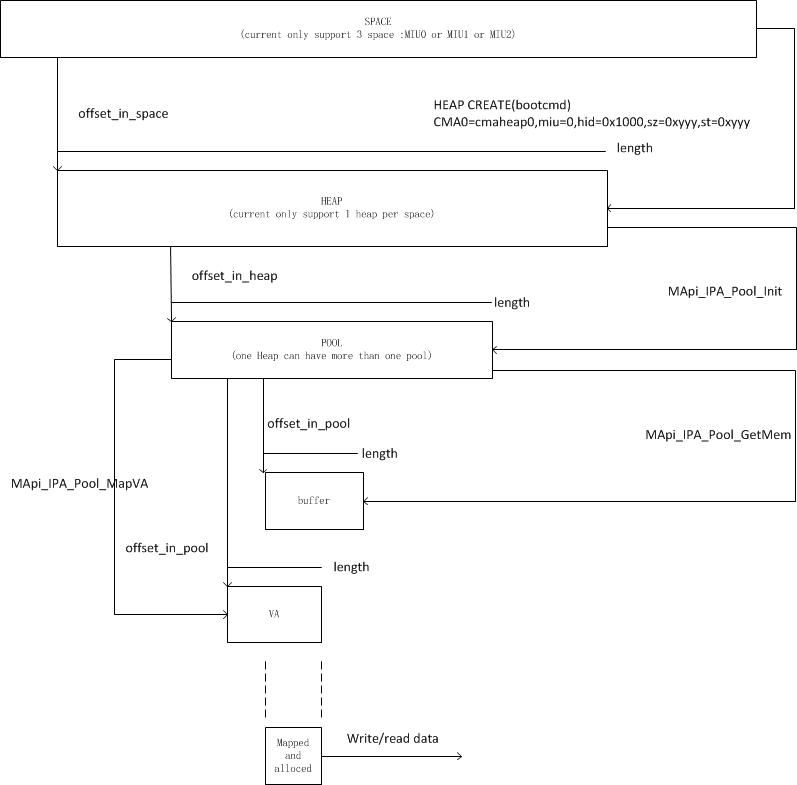 SPACE
(current only support 3 space :MIU0 or MIU1 or MIU2)
offset_in_space
HEAP CREATE(bootcmd)
CMA0=cmaheap0,miu=0,hid=0x1000,sz=0xyyy,st=0xyyy
length
HEAP
(current only support 1 heap per space)
offset_in_heap
MApi_IPA_Pool_Init
length
POOL
(one Heap can have more than one pool)
offset_in_pool
MApi_IPA_Pool_GetMem
length
MApi_IPA_Pool_MapVA
buffer
offset_in_pool
length
VA
Mapped
and
alloced
Write/read data